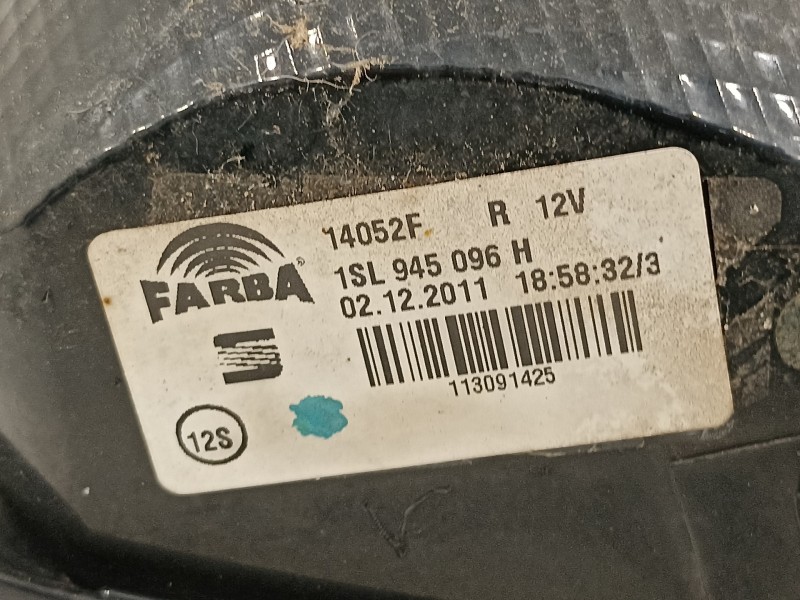 14052F R 12V
FARBA
1SL 945 096 H
02.12.2011 18:58:32/3
113091425
12S